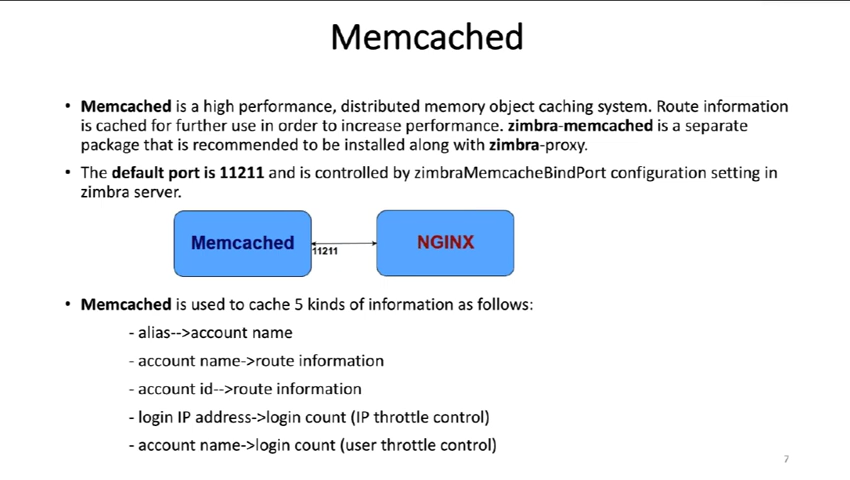 Memcached
• Memcached is a high performance, distributed memory object caching system. Route information
is cached for further use in order to increase performance. zimbra-memcached is a separate
package that is recommended to be installed along with zimbra-proxy.
• The default port is 11211 and is controlled by zimbraMemcacheBindPort configuration setting in
zimbra server.
Memcached
11211
NGINX
• Memcached is used to cache 5 kinds of information as follows:
- alias-->account name
- account name->route information
- account id-->route information
- login IP address->login count (IP throttle control)
- account name->login count (user throttle control)
7